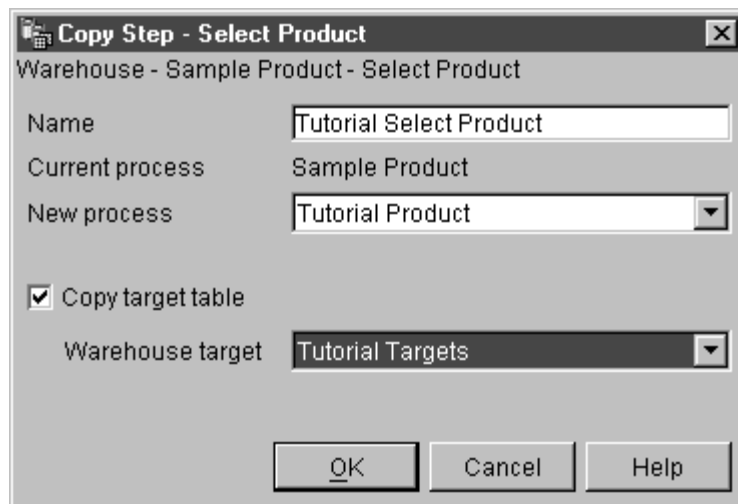 Copy Step - Select Product
Warehouse - Sample Product - Select Product
Name Tutorial Select Product
Current process Sample Product
New process Tutorial Product
Copy target table
Warehouse target Tutorial Targets
OK Cancel Help